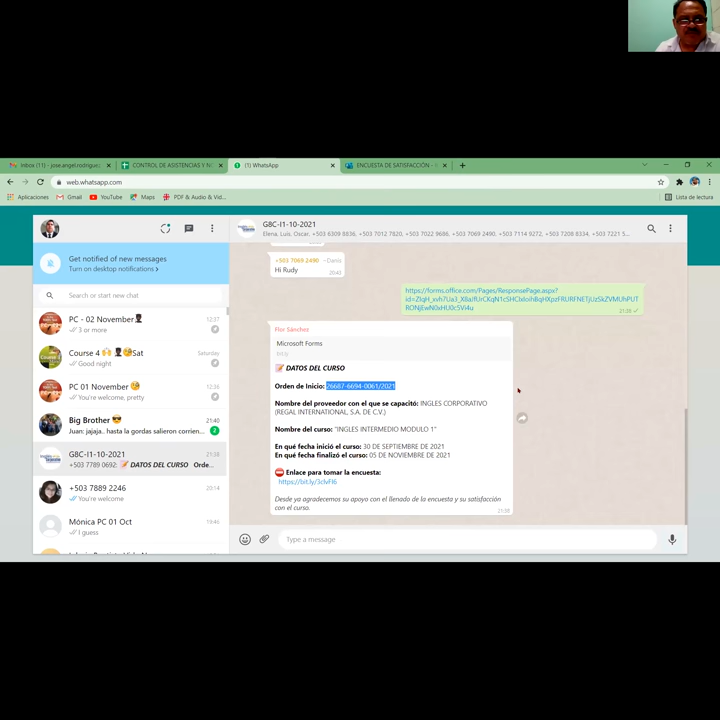 Inbox (11) - jose.angel.rodrigue
CONTROL DE ASISTENCIAS Y N
(1) WhatsApp
ENCUESTA DE SATISFACCIÓN -
web.whatsapp.com
Aplicaciones
Gmail
YouTube
Maps
PDF & Audio & Vid...
Lista de lectura
G8C-I1-10-2021
Elena, Luis, Oscar, +503 6309 8836, +503 7012 7820, +503 7022 9686, +503 7069 2490, +503 7114 9272, +503 7208 8334, +503 7221 5...
Get notified of new messages
Turn on desktop notifications >
Search or start new chat
PC - 02 November
12:37
3 or more
Course 4 Sat
Saturday
Good night
PC 01 November
12:36
You're welcome, pretty
Big Brother
21:40
Juan: jajaja.. hasta la gordas salieron corrien...
2
G8C-I1-10-2021
21:38
+503 7789 0692: DATOS DEL CURSO Orde...
+503 7889 2246
20:14
You're welcome
Mónica PC 01 Oct
I guess
+503 7069 2490
Hi Rudy
20:43
https://forms.office.com/Pages/ResponsePage.aspx?
21:38
Flor Sánchez
Microsoft Forms
bit.ly
DATOS DEL CURSO
Orden de Inicio: 26687-6694-0061/2021
Nombre del proveedor con el que se capacitó: INGLES CORPORATIVO
(REGAL INTERNATIONAL, S.A. DE C.V.)
Nombre del curso: "INGLES INTERMEDIO MODULO 1"
En qué fecha inició el curso: 30 DE SEPTIEMBRE DE 2021
En qué fecha finalizó el curso: 05 DE NOVIEMBRE DE 2021
Enlace para tomar la encuesta:
Desde ya agradecemos su apoyo con el llenado de la encuesta y su satisfacción
con el curso.
21:38
Type a message